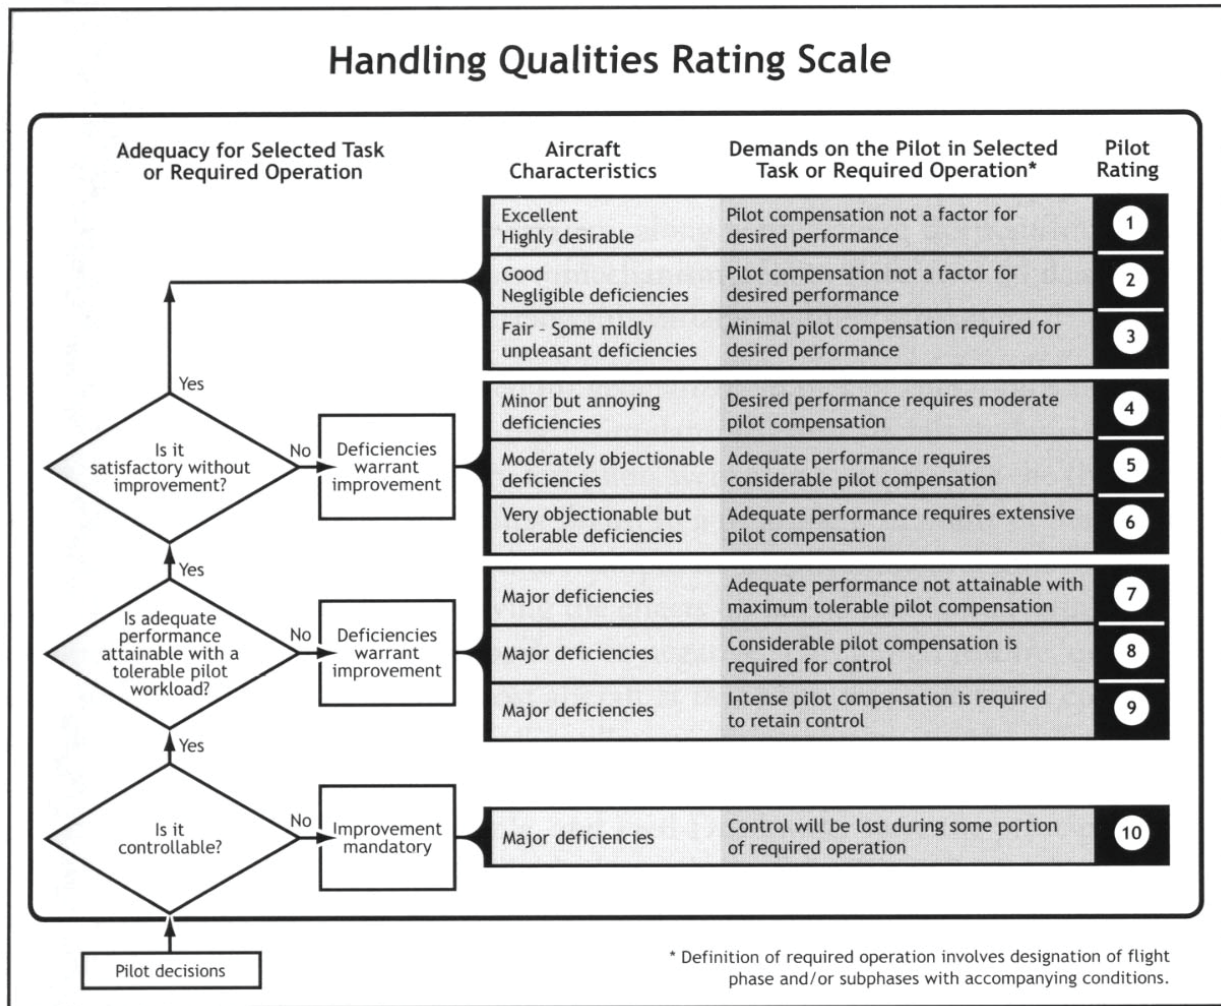 Handling Qualities Rating Scale
Adequacy for Selected Task
or Required Operation
Aircraft
Characteristics
Demands on the Pilot in Selected
Task or Required Operation*
Pilot
Rating
Excellent
Highly desirable
Pilot compensation not a factor for
desired performance
1
Good
Negligible deficiencies
Pilot compensation not a factor for
desired performance
2
Fair – Some mildly
unpleasant deficiencies
Minimal pilot compensation required for
desired performance
3
Yes
Is it
satisfactory without
improvement?
No
Deficiencies
warrant
improvement
Minor but annoying
deficiencies
Desired performance requires moderate
pilot compensation
4
Moderately objectionable
deficiencies
Adequate performance requires
considerable pilot compensation
5
Very objectionable but
tolerable deficiencies
Adequate performance requires extensive
pilot compensation
6
Yes
Is adequate
performance
attainable with a
tolerable pilot
workload?
No
Deficiencies
warrant
improvement
Major deficiencies
Adequate performance not attainable with
maximum tolerable pilot compensation
7
Major deficiencies
Considerable pilot compensation is
required for control
8
Major deficiencies
Intense pilot compensation is required
to retain control
9
Yes
Is it
controllable?
No
Improvement
mandatory
Major deficiencies
Control will be lost during some portion
of required operation
10
Pilot decisions
* Definition of required operation involves designation of flight
phase and/or subphases with accompanying conditions.